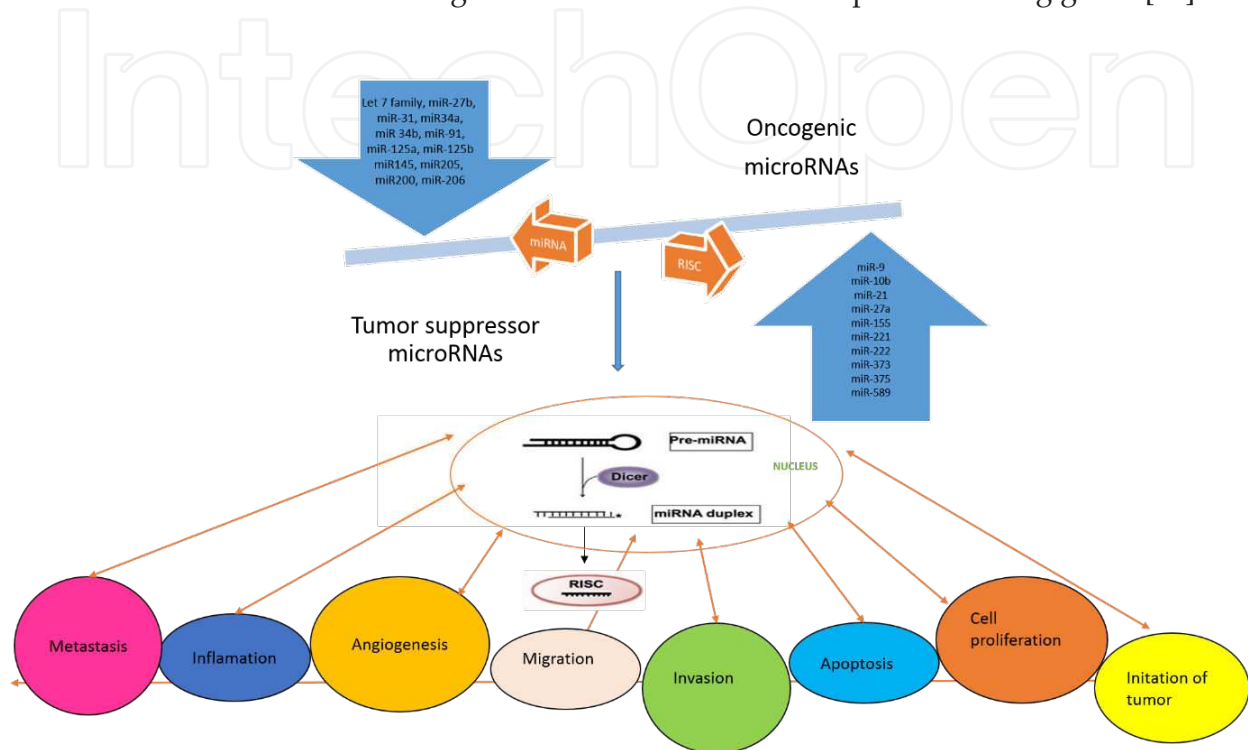 IntechOpen
Let 7 family, miR-27b,
miR-31, miR34a,
miR 34b, miR-91,
miR-125a, miR-125b
miR145, miR205,
miR200, miR-206
Oncogenic
microRNAs
miRNA
RISC
miR-9
miR-10b
miR-21
miR-27a
miR-155
miR-221
miR-222
miR-373
miR-375
miR-589
Tumor suppressor
microRNAs
Pre-miRNA
NUCLEUS
Dicer
miRNA duplex
RISC
Metastasis
Inflamation
Angiogenesis
Migration
Invasion
Apoptosis
Cell
proliferation
Initation of
tumor